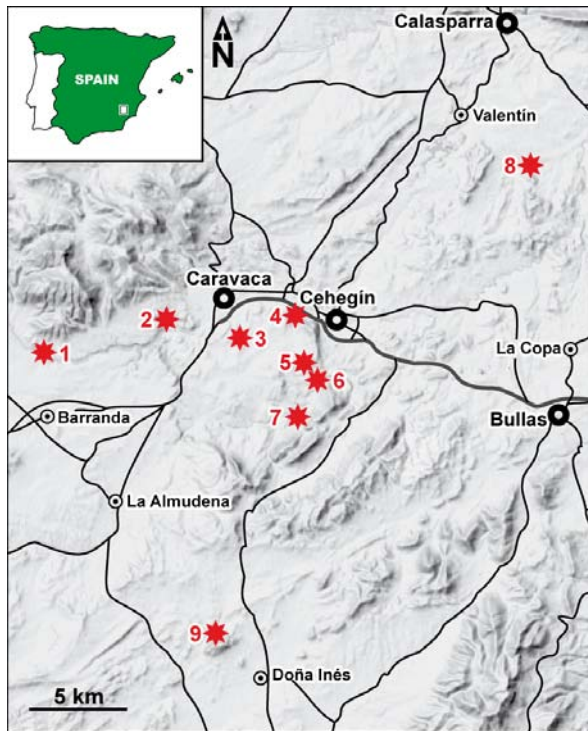 Calasparra
N
SPAIN
Valentín
8
Caravaca
Cehegín
4
2
3
1
La Copa
5
6
Barranda
7
Bullas
La Almudena
9
Doña Inés
5 km